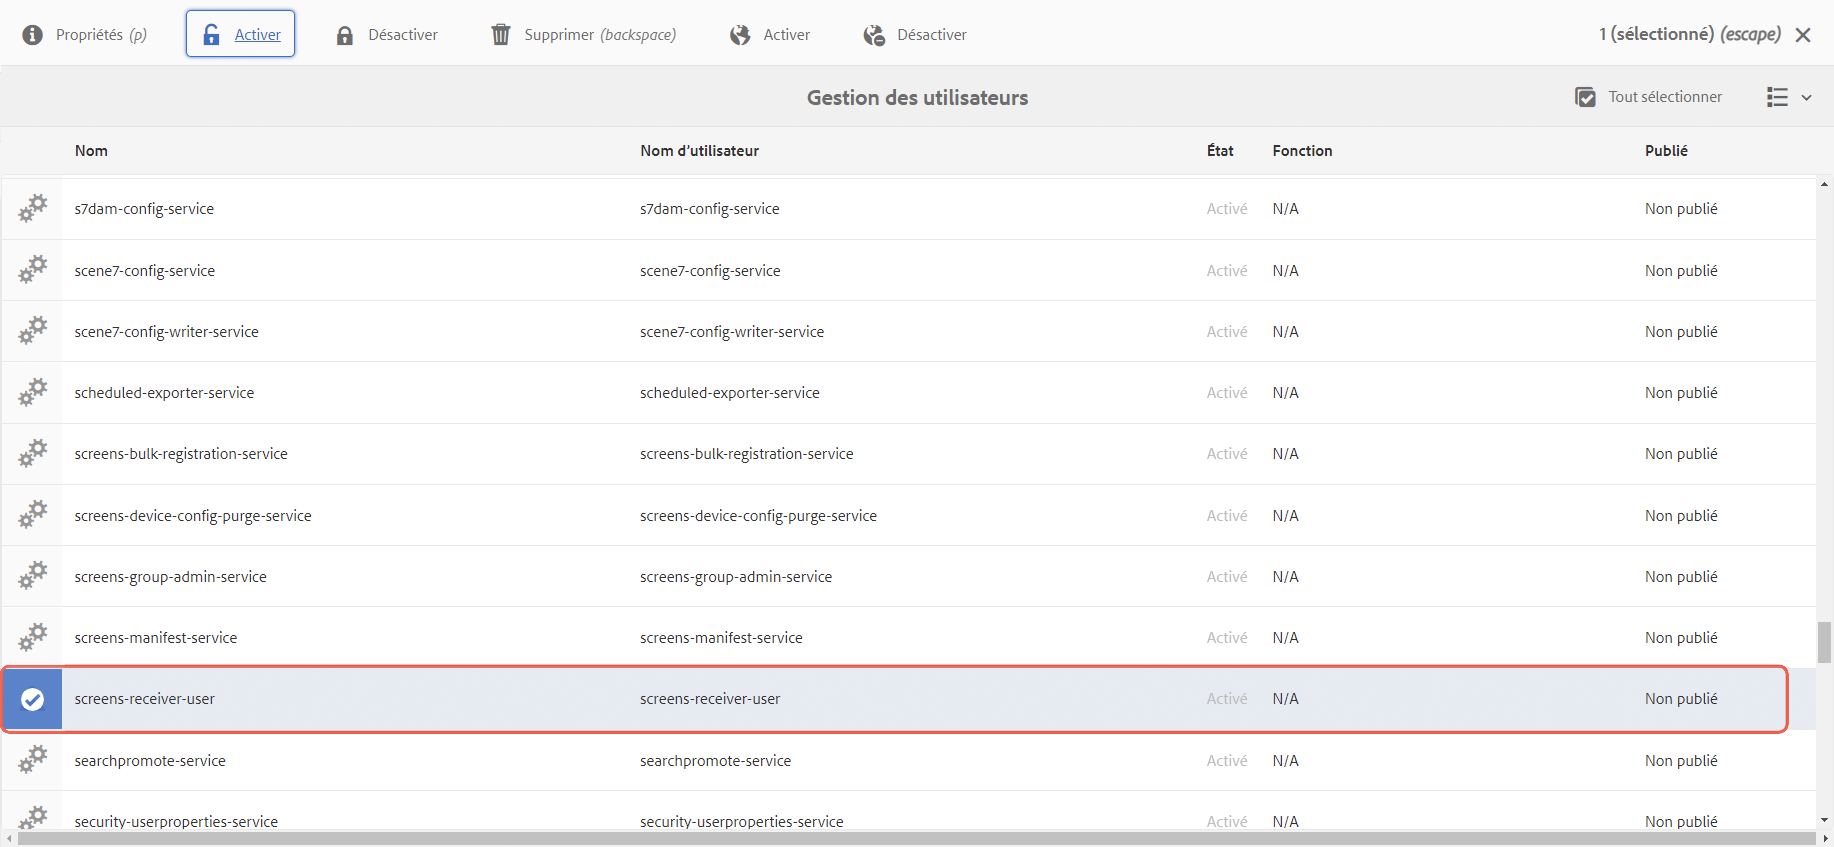 Propriétés (p) Activer Désactiver Supprimer (backspace) Activer Désactiver 1 (sélectionné) (escape)
Gestion des utilisateurs Tout sélectionner
Nom Nom d’utilisateur État Fonction Publié
s7dam-config-service s7dam-config-service Activé N/A Non publié
scene7-config-service scene7-config-service Activé N/A Non publié
scene7-config-writer-service scene7-config-writer-service Activé N/A Non publié
scheduled-exporter-service scheduled-exporter-service Activé N/A Non publié
screens-bulk-registration-service screens-bulk-registration-service Activé N/A Non publié
screens-device-config-purge-service screens-device-config-purge-service Activé N/A Non publié
screens-group-admin-service screens-group-admin-service Activé N/A Non publié
screens-manifest-service screens-manifest-service Activé N/A Non publié
screens-receiver-user screens-receiver-user Activé N/A Non publié
searchpromote-service searchpromote-service Activé N/A Non publié
security-userproperties-service security-userproperties-service Activé N/A Non publié